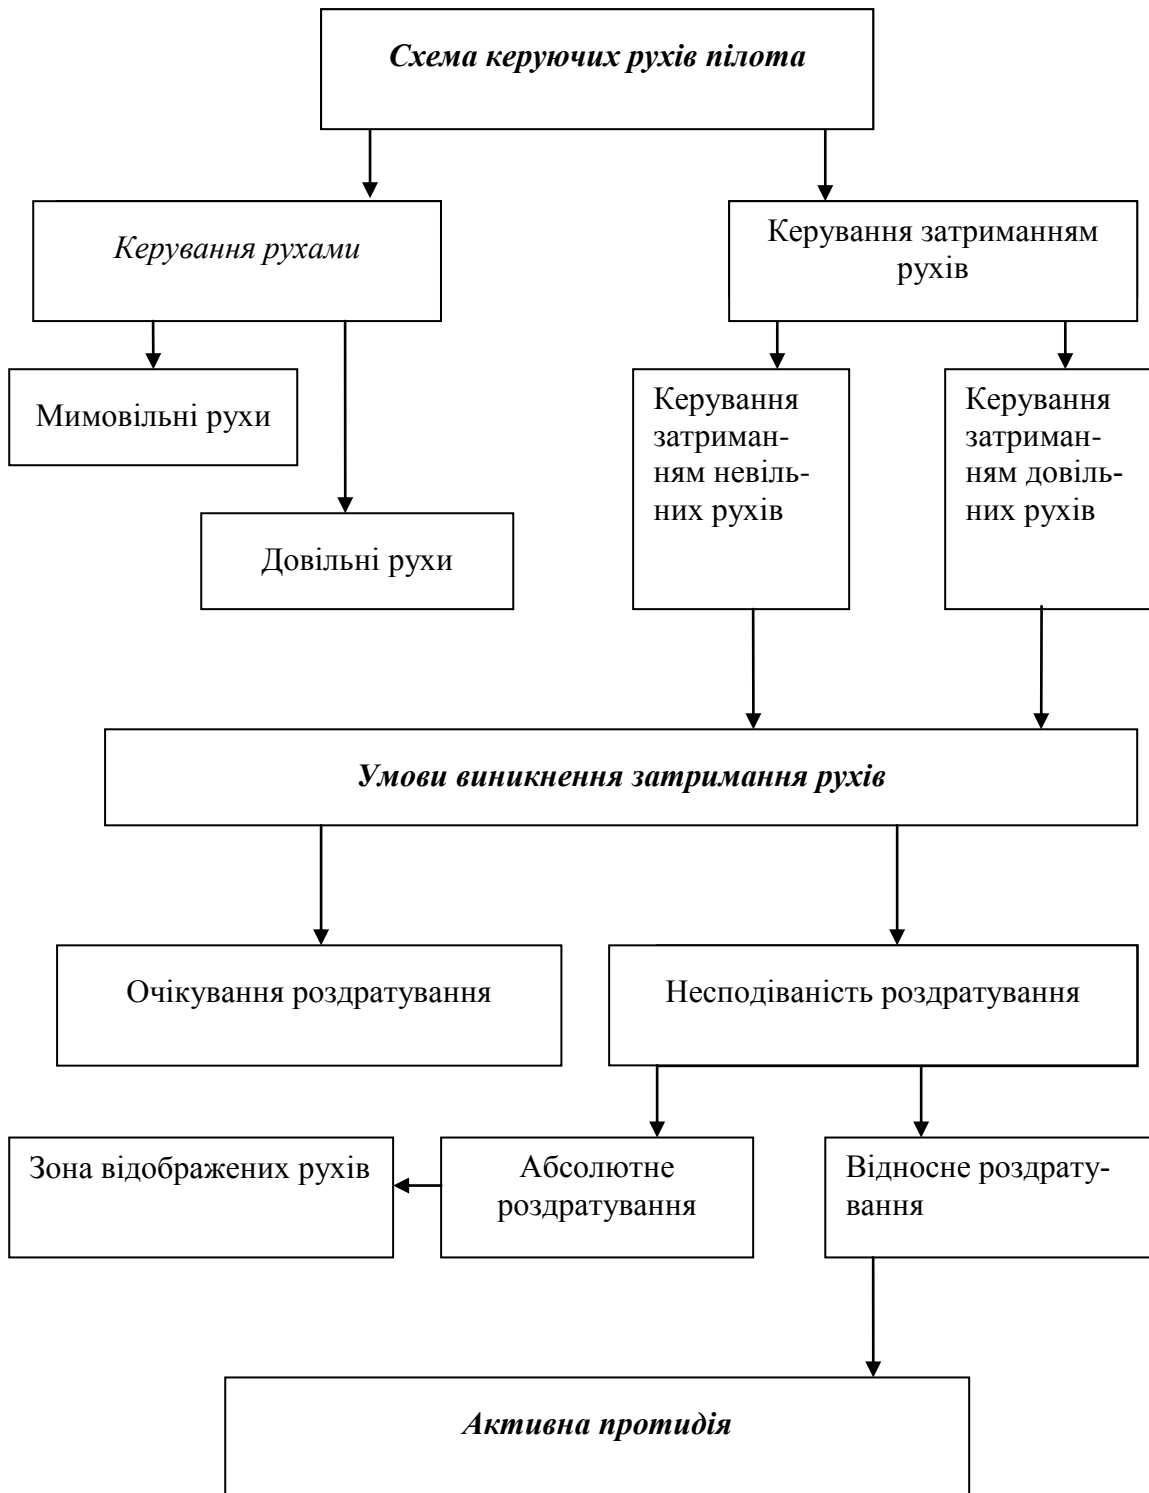 Схема керуючих рухів пілота
Керування рухами
Керування затриманням
рухів
Мимовільні рухи
Довільні рухи
Керування
затриман-
ням невіль-
них рухів
Керування
затриман-
ням довіль-
них рухів
Умови виникнення затримання рухів
Очікування роздратування
Несподіваність роздратування
Зона відображених рухів
Абсолютне
роздратування
Відносне роздрату-
вання
Активна протидія